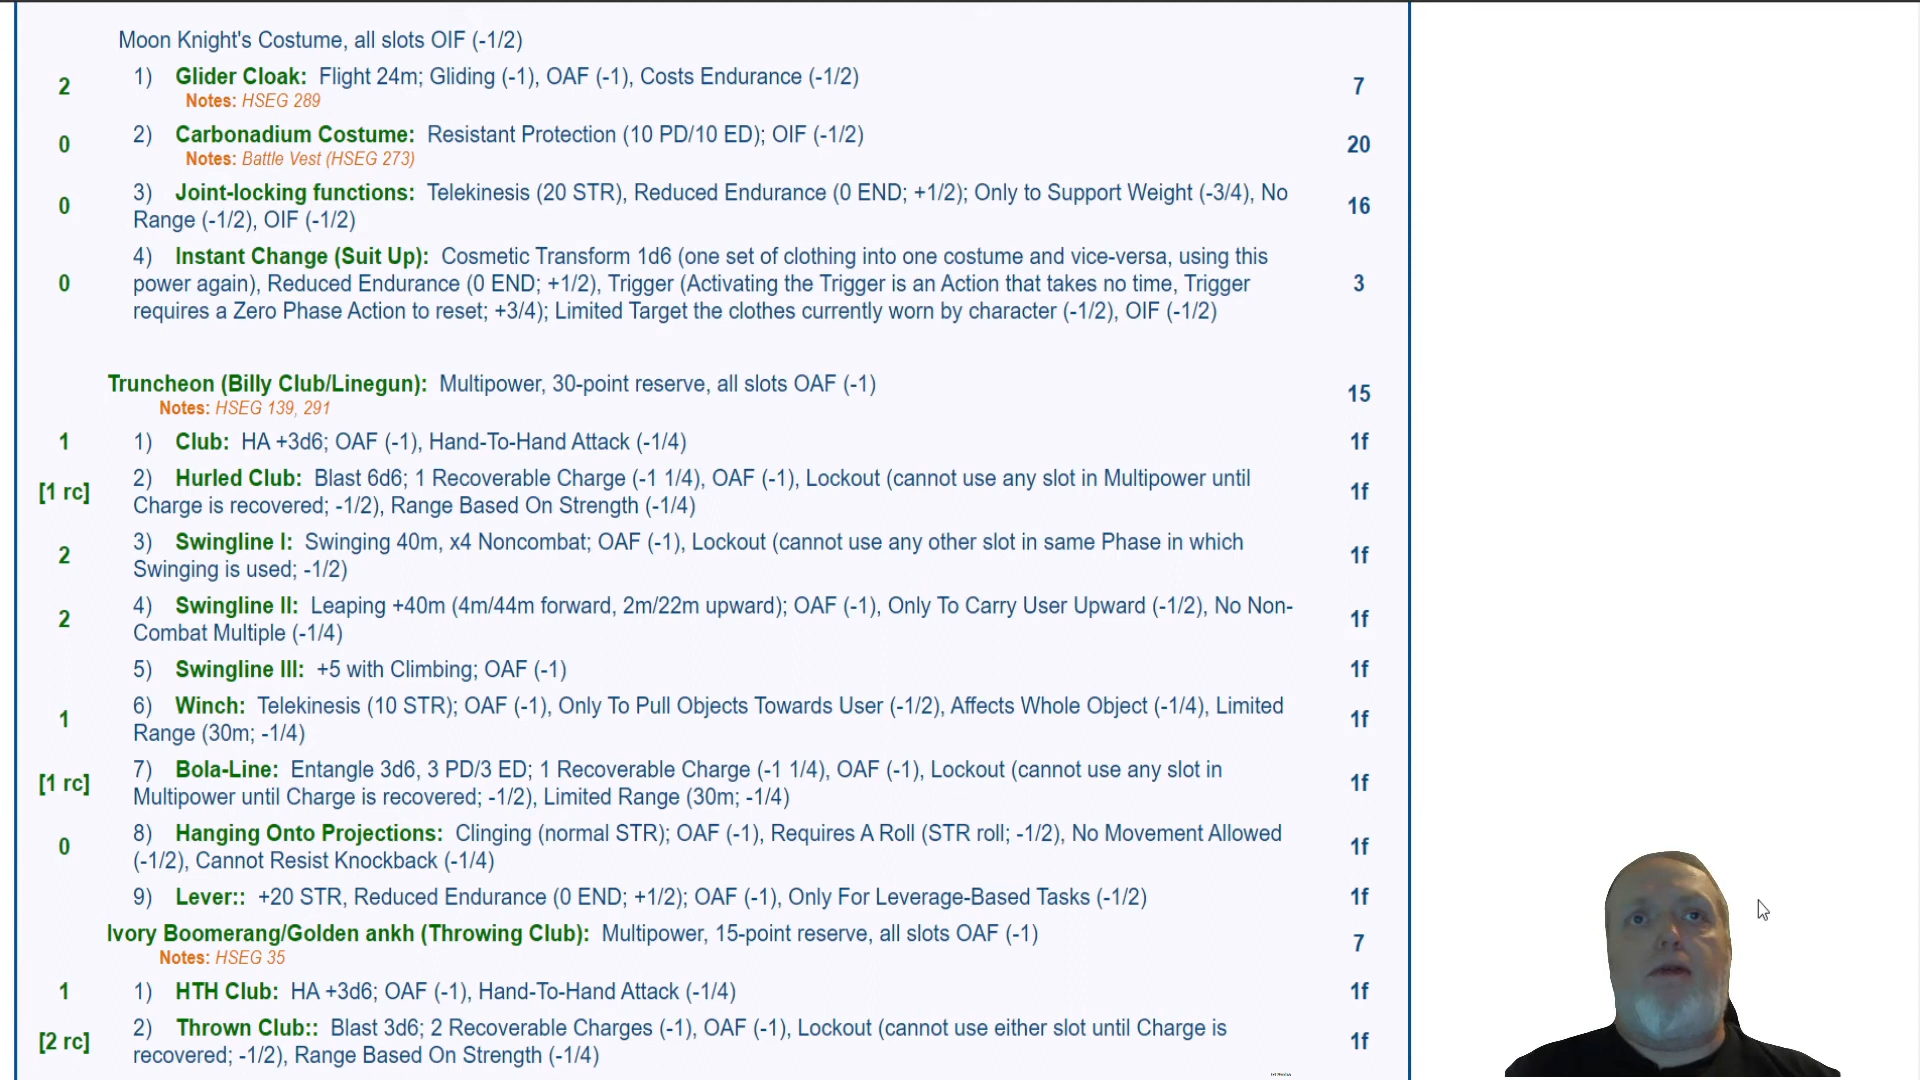 Moon Knight's Costume, all slots OIF (-1/2)
2 1) Glider Cloak: Flight 24m; Gliding (-1), OAF (-1), Costs Endurance (-1/2) 7
Notes: HSEG 289
0 2) Carbonadium Costume: Resistant Protection (10 PD/10 ED); OIF (-1/2) 20
Notes: Battle Vest (HSEG 273)
0 3) Joint-locking functions: Telekinesis (20 STR), Reduced Endurance (0 END; +1/2); Only to Support Weight (-3/4), No 16
Range (-1/2), OIF (-1/2)
4) Instant Change (Suit Up): Cosmetic Transform 1d6 (one set of clothing into one costume and vice-versa, using this
0 power again), Reduced Endurance (0 END; +1/2), Trigger (Activating the Trigger is an Action that takes no time, Trigger 3
requires a Zero Phase Action to reset; +3/4); Limited Target the clothes currently worn by character (-1/2), OIF (-1/2)
Truncheon (Billy Club/Linegun): Multipower, 30-point reserve, all slots OAF (-1) 15
Notes: HSEG 139, 291
1 1) Club: HA +3d6; OAF (-1), Hand-To-Hand Attack (-1/4) 1f
[1 rc] 2) Hurled Club: Blast 6d6; 1 Recoverable Charge (-1 1/4), OAF (-1), Lockout (cannot use any slot in Multipower until 1f
Charge is recovered; -1/2), Range Based On Strength (-1/4)
2 3) Swingline I: Swinging 40m, x4 Noncombat; OAF (-1), Lockout (cannot use any other slot in same Phase in which 1f
Swinging is used; -1/2)
2 4) Swingline II: Leaping +40m (4m/44m forward, 2m/22m upward); OAF (-1), Only To Carry User Upward (-1/2), No Non- 1f
Combat Multiple (-1/4)
5) Swingline III: +5 with Climbing; OAF (-1) 1f
1 6) Winch: Telekinesis (10 STR); OAF (-1), Only To Pull Objects Towards User (-1/2), Affects Whole Object (-1/4), Limited 1f
Range (30m; -1/4)
[1 rc] 7) Bola-Line: Entangle 3d6, 3 PD/3 ED; 1 Recoverable Charge (-1 1/4), OAF (-1), Lockout (cannot use any slot in 1f
Multipower until Charge is recovered; -1/2), Limited Range (30m; -1/4)
0 8) Hanging Onto Projections: Clinging (normal STR); OAF (-1), Requires A Roll (STR roll; -1/2), No Movement Allowed 1f
(-1/2), Cannot Resist Knockback (-1/4)
9) Lever:: +20 STR, Reduced Endurance (0 END; +1/2); OAF (-1), Only For Leverage-Based Tasks (-1/2) 1f
Ivory Boomerang/Golden ankh (Throwing Club): Multipower, 15-point reserve, all slots OAF (-1) 7
Notes: HSEG 35
1 1) HTH Club: HA +3d6; OAF (-1), Hand-To-Hand Attack (-1/4) 1f
[2 rc] 2) Thrown Club:: Blast 3d6; 2 Recoverable Charges (-1), OAF (-1), Lockout (cannot use either slot until Charge is 1f
recovered; -1/2), Range Based On Strength (-1/4)